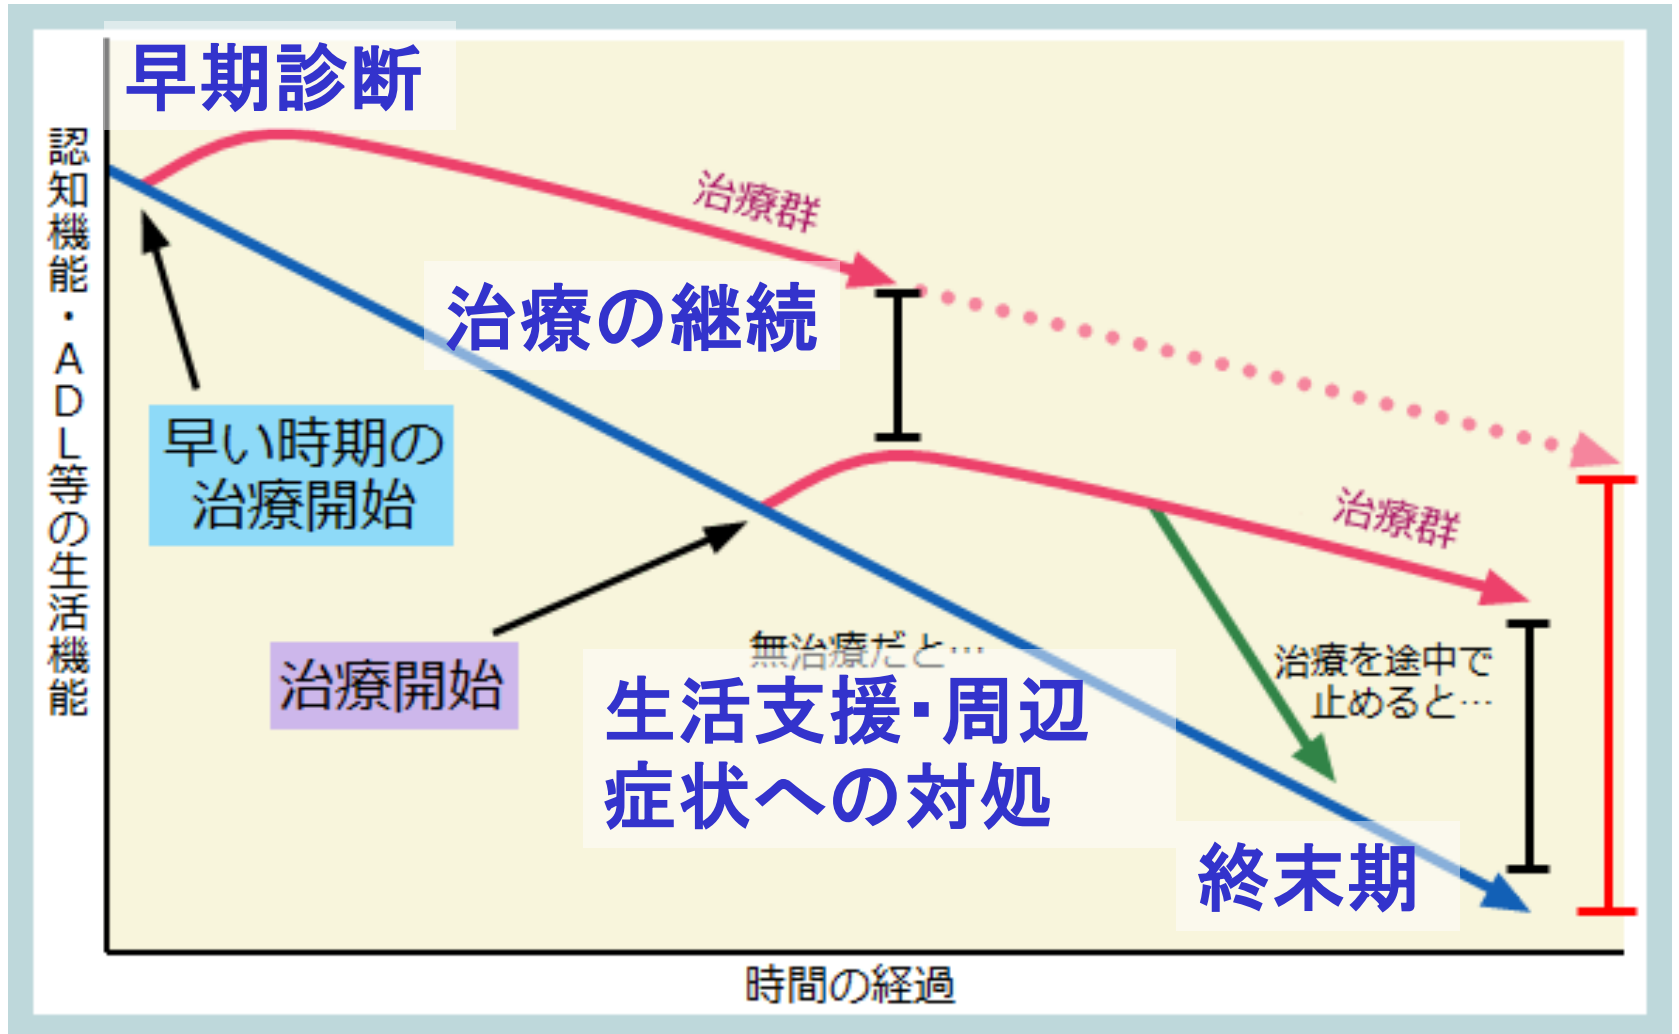 早期診断
認知機能・ADL等の生活機能
治療群
治療の継続
早い時期の
治療開始
治療群
治療開始
無治療だと…
治療を途中で
止めると…
生活支援・周辺
症状への対処
終末期
時間の経過